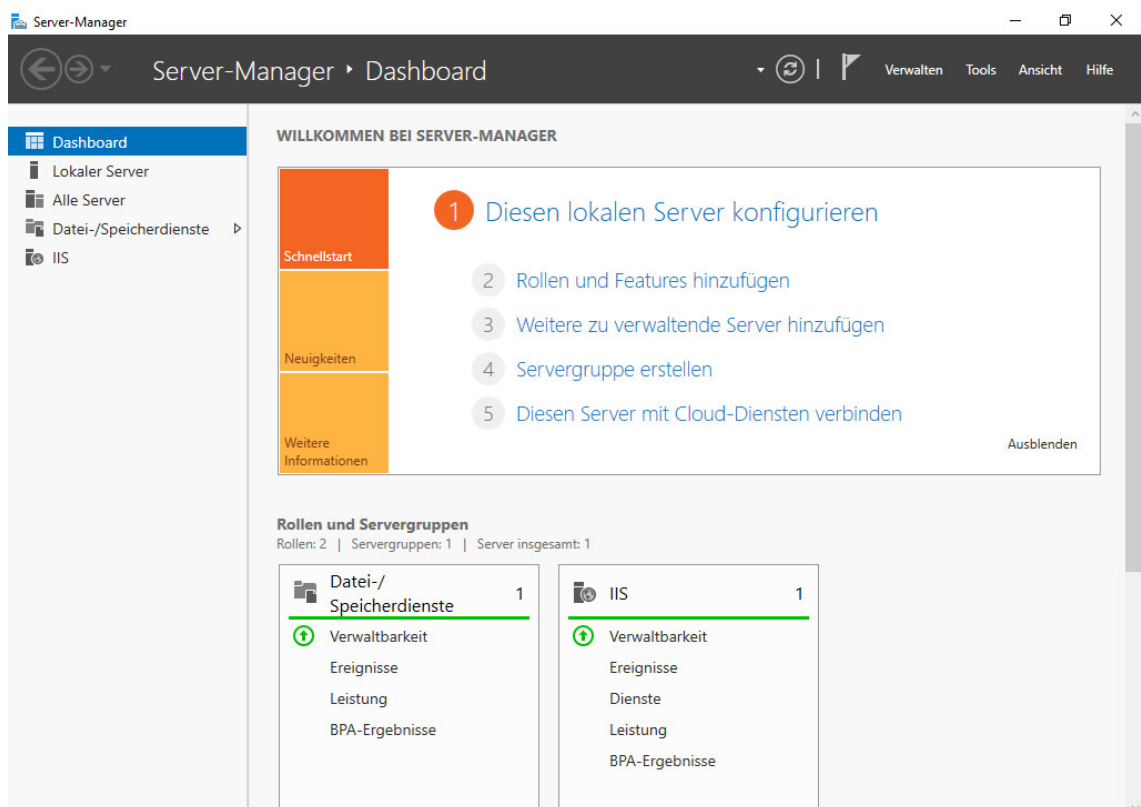 Server-Manager
Server-Manager ‣ Dashboard
Verwalten Tools Ansicht Hilfe
Dashboard
Lokaler Server
Alle Server
Datei-/Speicherdienste
IIS
WILLKOMMEN BEI SERVER-MANAGER
Schnellstart
Neuigkeiten
Weitere
Informationen
1 Diesen lokalen Server konfigurieren
2 Rollen und Features hinzufügen
3 Weitere zu verwaltende Server hinzufügen
4 Servergruppe erstellen
5 Diesen Server mit Cloud-Diensten verbinden
Ausblenden
Rollen und Servergruppen
Rollen: 2 | Servergruppen: 1 | Server insgesamt: 1
Datei-/
Speicherdienste 1
Verwaltbarkeit
Ereignisse
Leistung
BPA-Ergebnisse
IIS 1
Verwaltbarkeit
Ereignisse
Dienste
Leistung
BPA-Ergebnisse